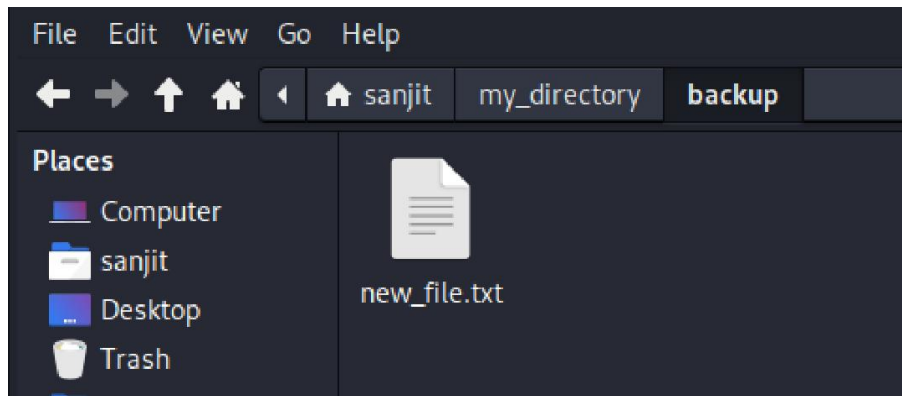 File Edit View Go Help
sanjit my_directory backup
Places
Computer
sanjit
Desktop
Trash
new_file.txt